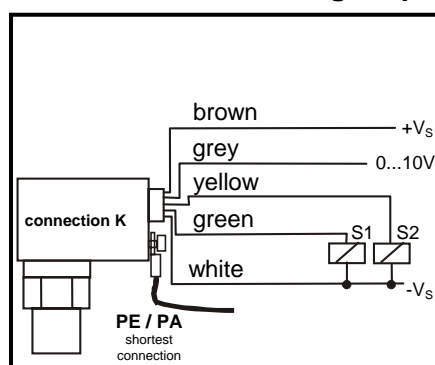 brown
+Vs
grey
0...10V
yellow
connection K
green
S1
S2
white
-Vs
PE / PA
shortest
connection